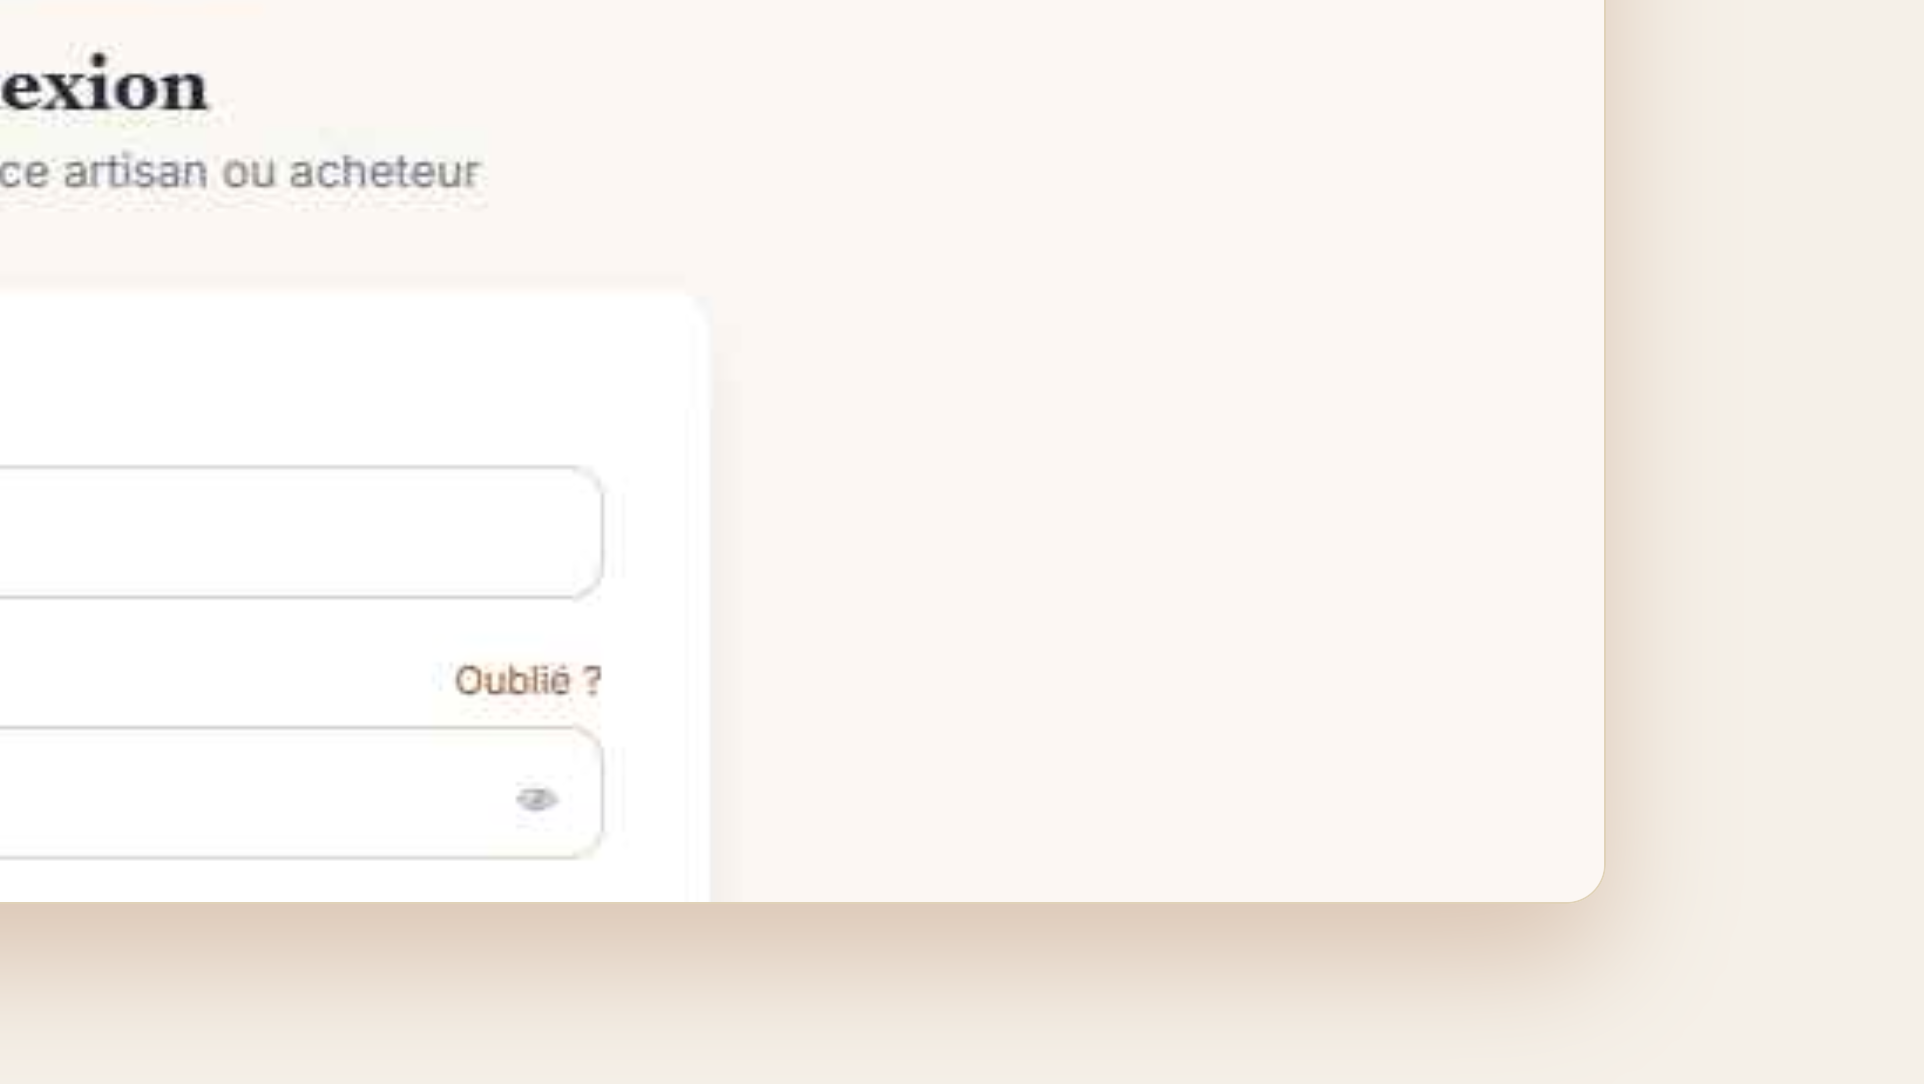 exion
ce artisan ou acheteur
Oublié ?